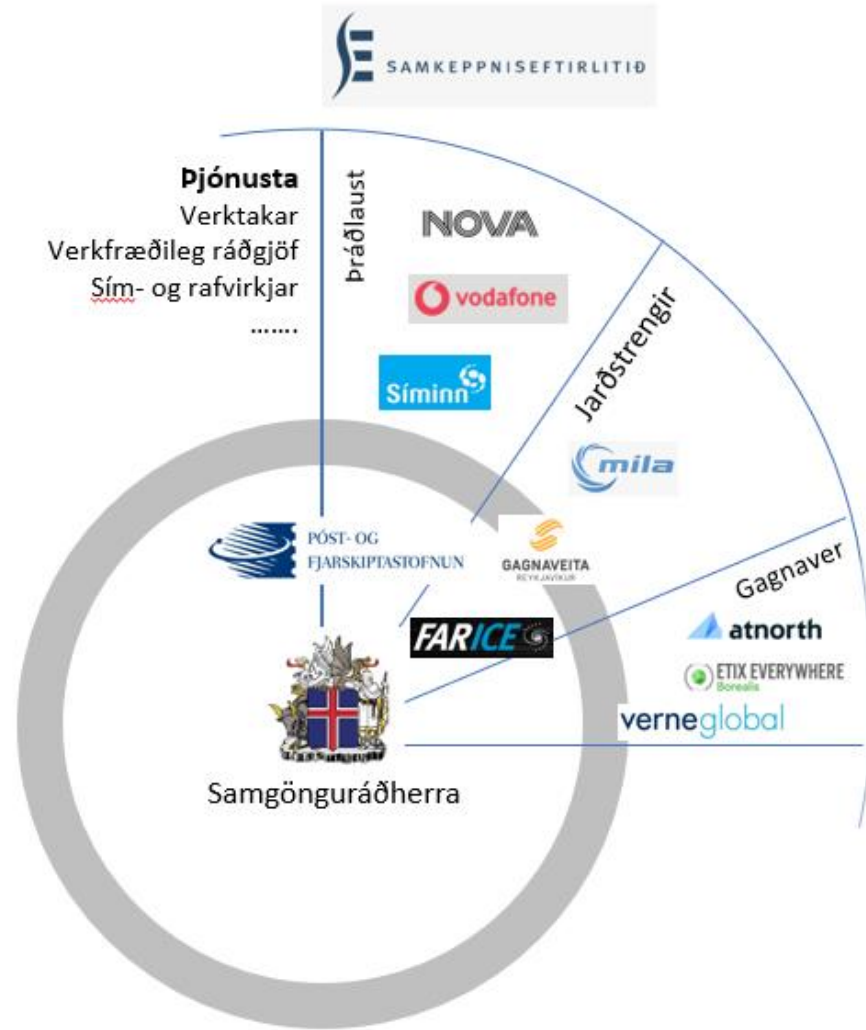 SAMKEPPNISEFTIRLITIÐ
Þjónusta
Verktakar
Verkfræðileg ráðgjöf
Sím- og rafvirkjar
…….
Þráðlaust
NOVA
vodafone
Síminn
Jarðstrengir
mila
PÓST- OG
FJARSKIPTASTOFNUN
GAGNAVEITA
REYKJAVÍKUR
Gagnaver
FARICE
atnorth
ETIX EVERYWHERE
Borealis
verneglobal
Samgönguráðherra